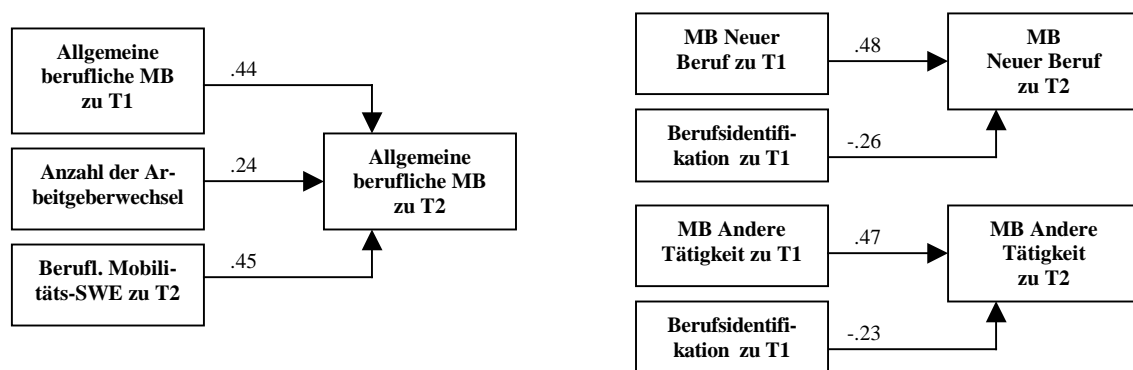 Allgemeine
berufliche MB
zu T1
.44
Anzahl der Ar-
beitgeberwechsel
.24
Berufl. Mobili-
täts-SWE zu T2
.45
Allgemeine
berufliche MB
zu T2
MB Neuer
Beruf zu T1
.48
Berufsidentifi-
kation zu T1
-.26
MB
Neuer Beruf
zu T2
MB Andere
Tätigkeit zu T1
.47
Berufsidentifi-
kation zu T1
-.23
MB Andere
Tätigkeit
zu T2